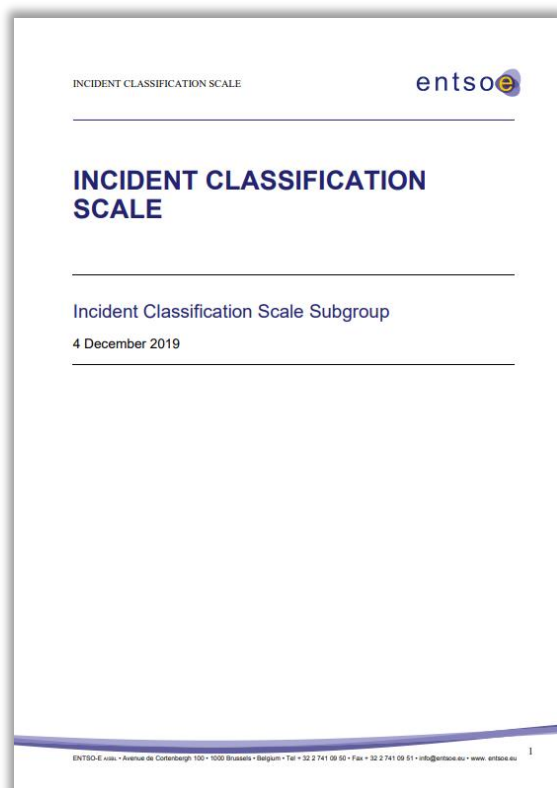 INCIDENT CLASSIFICATION SCALE
entsoe
INCIDENT CLASSIFICATION
SCALE
Incident Classification Scale Subgroup
4 December 2019
ENTSO-E AISBL • Avenue de Cortenbergh 100 • 1000 Brussels • Belgium • Tel + 32 2 741 09 50 • Fax + 32 2 741 09 51 • info@entsoe.eu • www. entsoe.eu
1